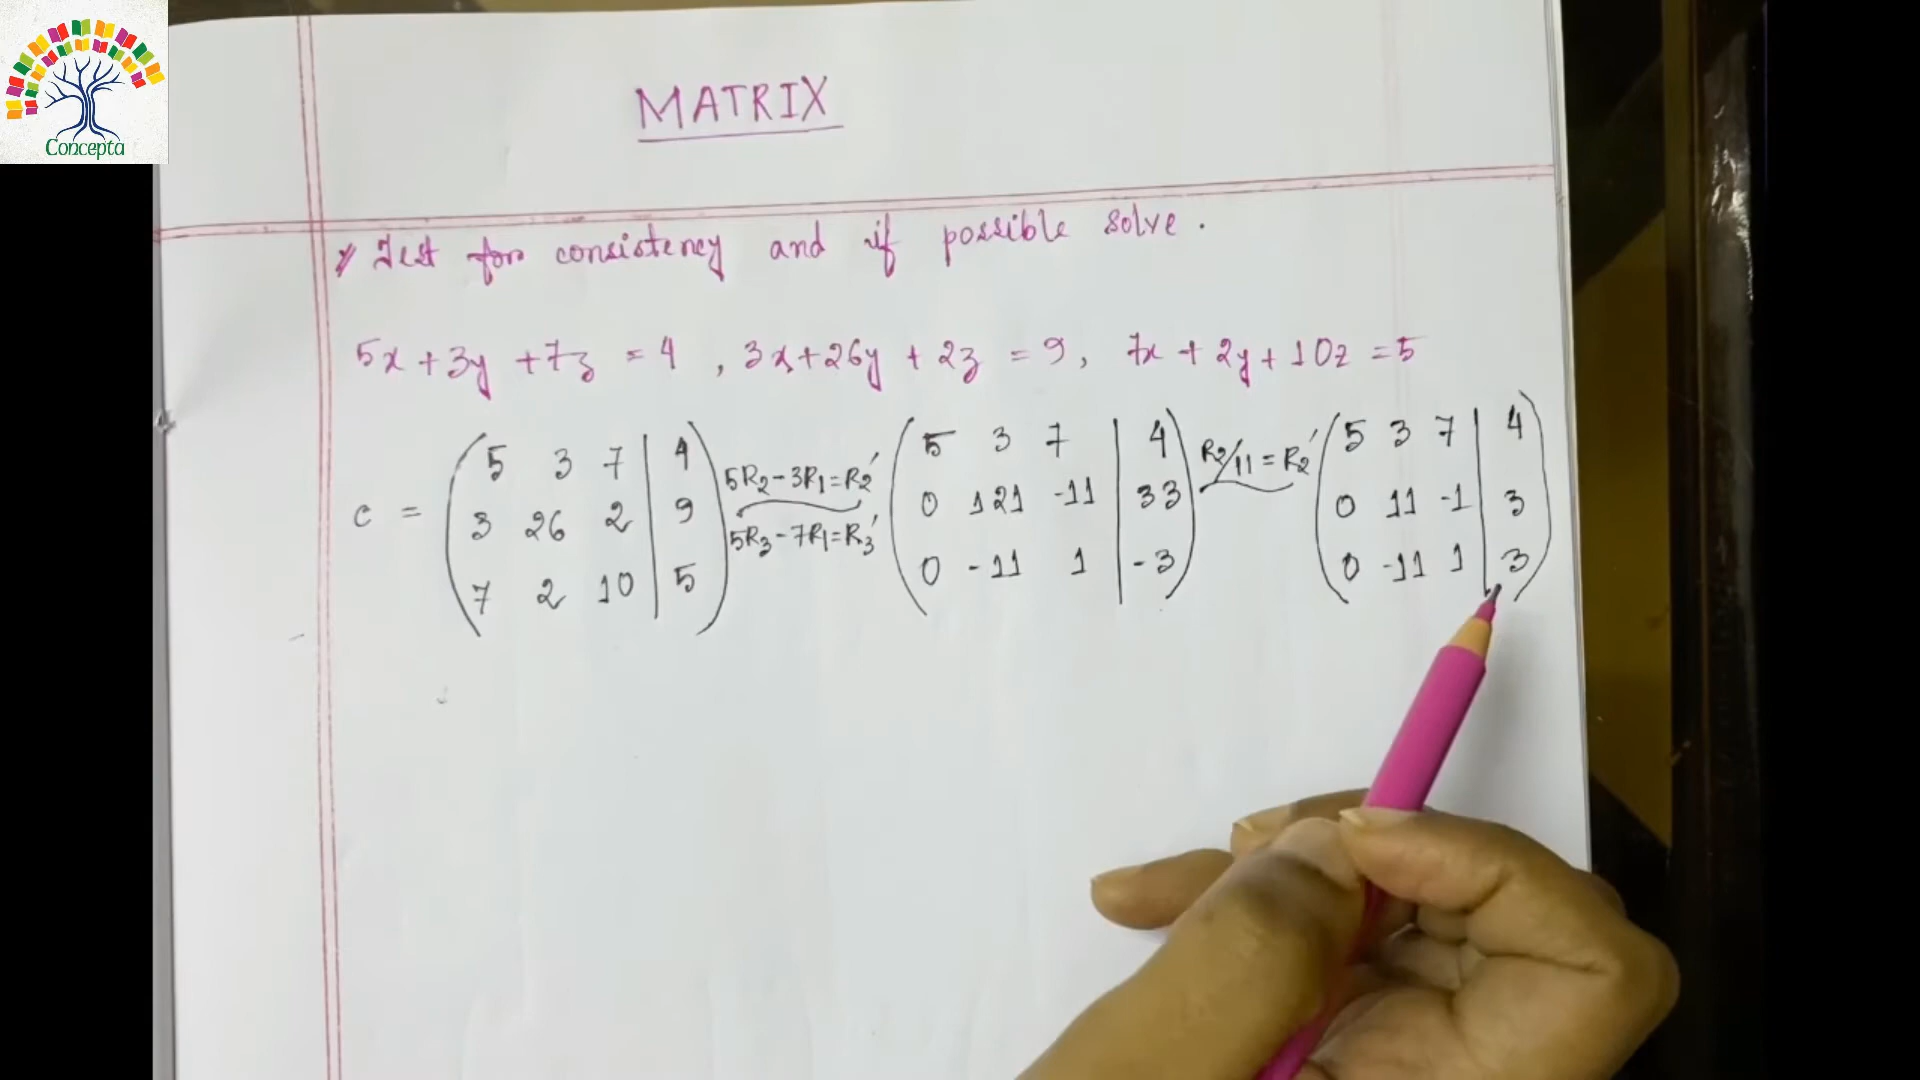 Concepta
MATRIX
Test for consistency and if possible solve.
5x + 3y + 7z = 4 , 3x + 26y + 2z = 9, 7x + 2y + 10z = 5
c = ( 5 3 7 | 4
3 26 2 | 9
7 2 10 | 5 )
5R2 - 3R1 = R2'
5R3 - 7R1 = R3'
( 5 3 7 | 4
0 121 -11 | 33
0 -11 1 | -3 )
R2/11 = R2'
( 5 3 7 | 4
0 11 -1 | 3
0 -11 1 | 3 )